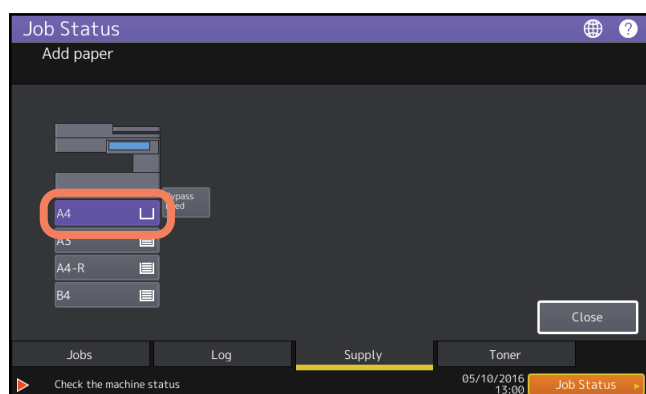 Job Status
?
Add paper
A4
A3
A4-R
B4
Close
Jobs
Log
Supply
Toner
Check the machine status
05/10/2016
13:00
Job Status